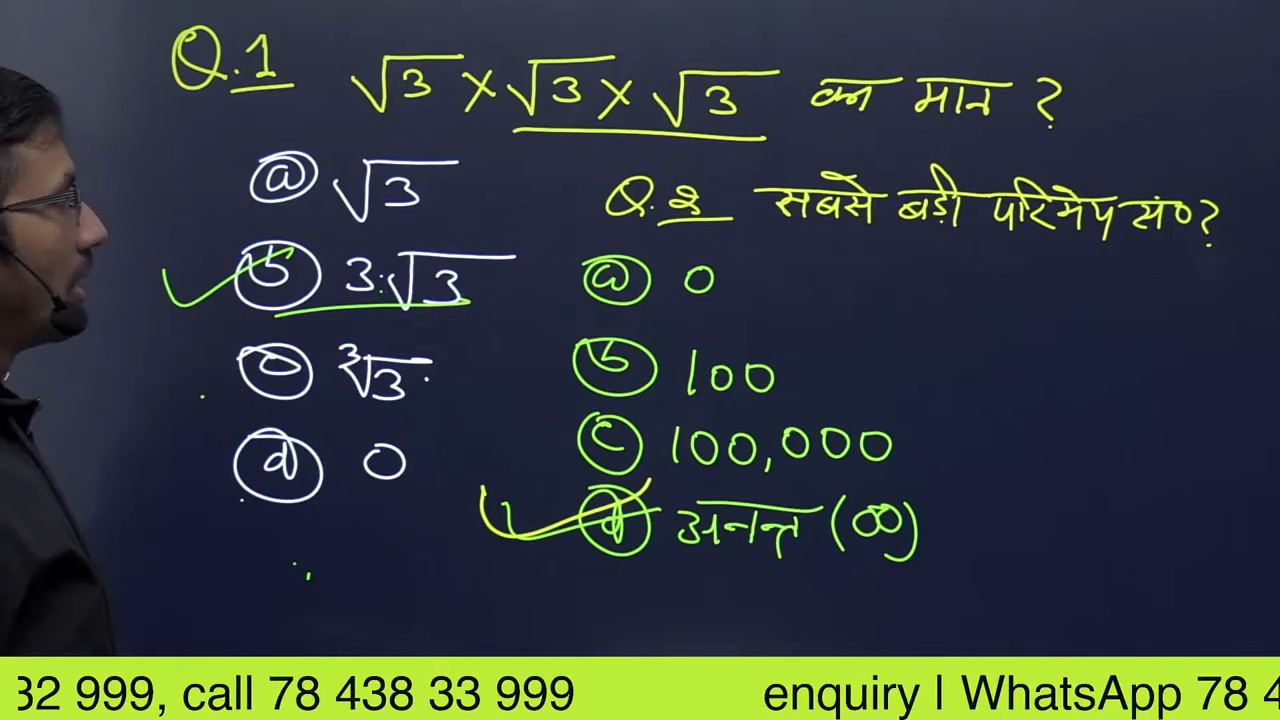 Q.1 √3 × √3 × √3 का मान ?
ⓐ √3
ⓑ 3√3
ⓒ ³√3
ⓓ 0
Q.2 सबसे बड़ी परिमेय सं० ?
ⓐ 0
ⓑ 100
ⓒ 100,000
ⓓ अनन्त (∞)
32 999, call 78 438 33 999 enquiry I WhatsApp 78 4